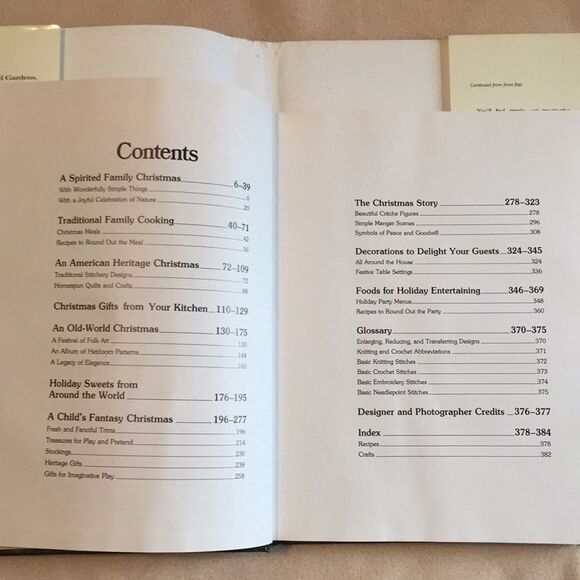 d Gardens,
Contents
A Spirited Family Christmas 6–39
With Wonderfully Simple Things 6
With a Joyful Celebration of Nature 20
Traditional Family Cooking 40–71
Christmas Meals 42
Recipes to Round Out the Meal 56
An American Heritage Christmas 72–109
Traditional Stitchery Designs 72
Homespun Quilts and Crafts 88
Christmas Gifts from Your Kitchen 110–129
An Old-World Christmas 130–175
A Festival of Folk Art 130
An Album of Heirloom Patterns 144
A Legacy of Elegance 160
Holiday Sweets from
Around the World 176–195
A Child's Fantasy Christmas 196–277
Fresh and Fanciful Trims 196
Treasures for Play and Pretend 214
Stockings 230
Heritage Gifts 238
Gifts for Imaginative Play 258
Continued from front flap
The Christmas Story 278–323
Beautiful Crèche Figures 278
Simple Manger Scenes 296
Symbols of Peace and Goodwill 308
Decorations to Delight Your Guests 324–345
All Around the House 324
Festive Table Settings 336
Foods for Holiday Entertaining 346–369
Holiday Party Menus 348
Recipes to Round Out the Party 360
Glossary 370–375
Enlarging, Reducing, and Transferring Designs 370
Knitting and Crochet Abbreviations 371
Basic Knitting Stitches 372
Basic Crochet Stitches 373
Basic Embroidery Stitches 374
Basic Needlepoint Stitches 375
Designer and Photographer Credits 376–377
Index 378–384
Recipes 378
Crafts 382